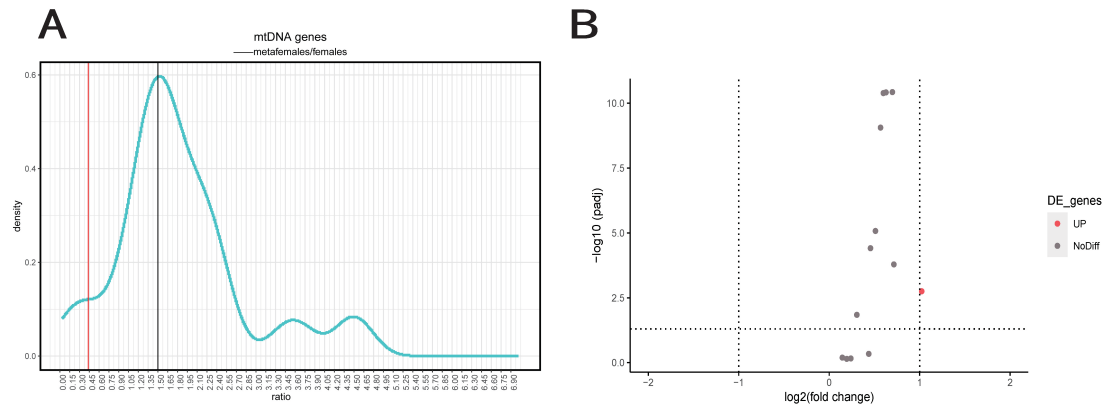 A
mtDNA genes
metafemales/females
density
0.6
0.4
0.2
0.0
0.00 0.15 0.30 0.45 0.60 0.75 0.90 1.05 1.20 1.35 1.50 1.65 1.80 1.95 2.10 2.25 2.40 2.55 2.70 2.85 3.00 3.15 3.30 3.45 3.60 3.75 3.90 4.05 4.20 4.35 4.50 4.65 4.80 4.95 5.10 5.25 5.40 5.55 5.70 5.85 6.00 6.15 6.30 6.45 6.60 6.75 6.90
ratio
B
−log10 (padj)
10.0
7.5
5.0
2.5
0.0
−2 −1 0 1 2
log2(fold change)
DE_genes
UP
NoDiff